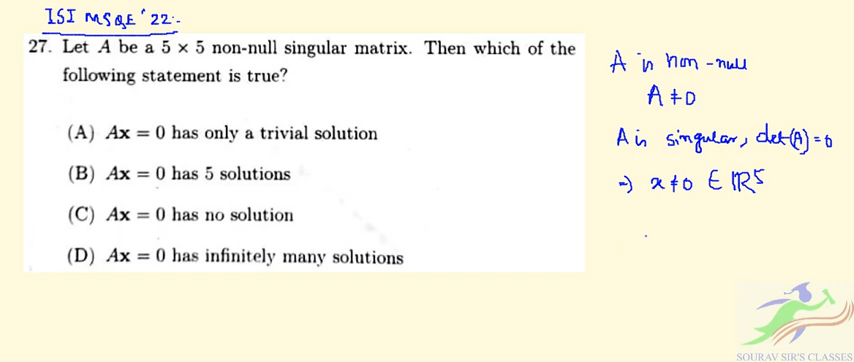 ISI MSQE '22:-
27. Let A be a 5 × 5 non-null singular matrix. Then which of the
following statement is true?
(A) Ax = 0 has only a trivial solution
(B) Ax = 0 has 5 solutions
(C) Ax = 0 has no solution
(D) Ax = 0 has infinitely many solutions
A is non-null
A ≠ 0
A is singular, det(A) = 0
⇒ x ≠ 0 ∈ IR5
SOURAV SIR'S CLASSES